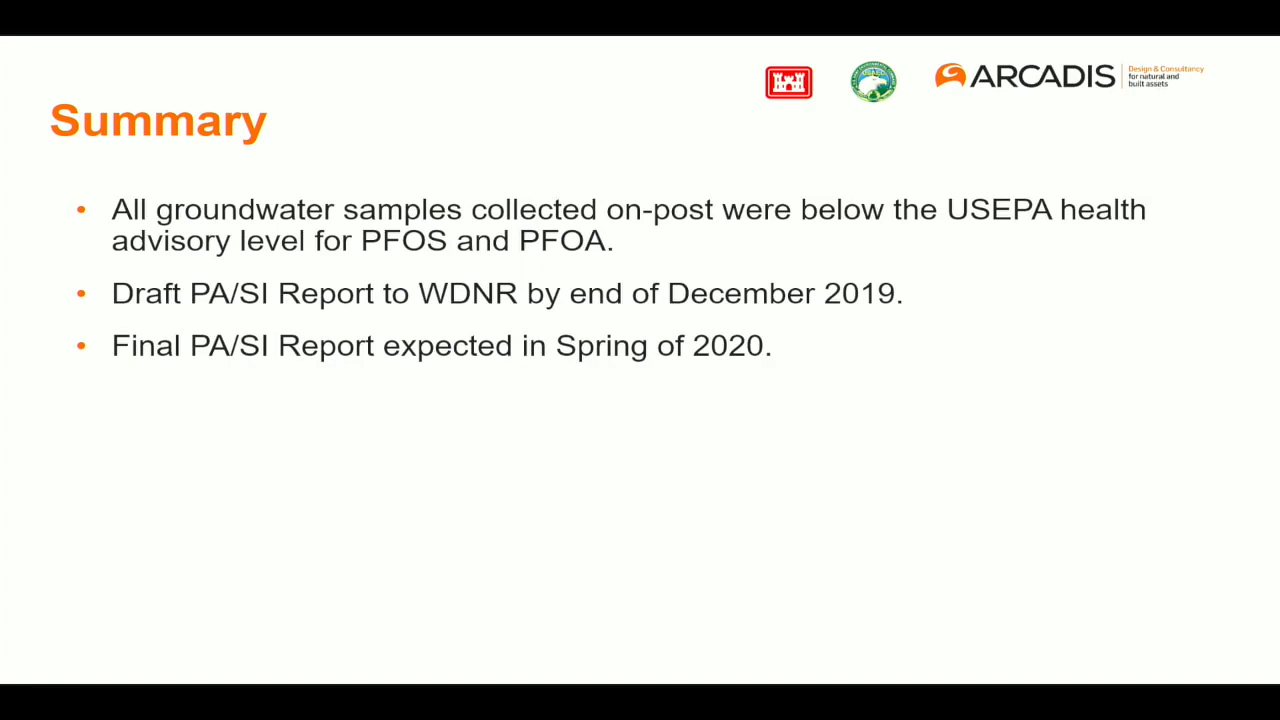 ARCADIS
Design & Consultancy
for natural and
built assets
Summary
• All groundwater samples collected on-post were below the USEPA health
advisory level for PFOS and PFOA.
• Draft PA/SI Report to WDNR by end of December 2019.
• Final PA/SI Report expected in Spring of 2020.